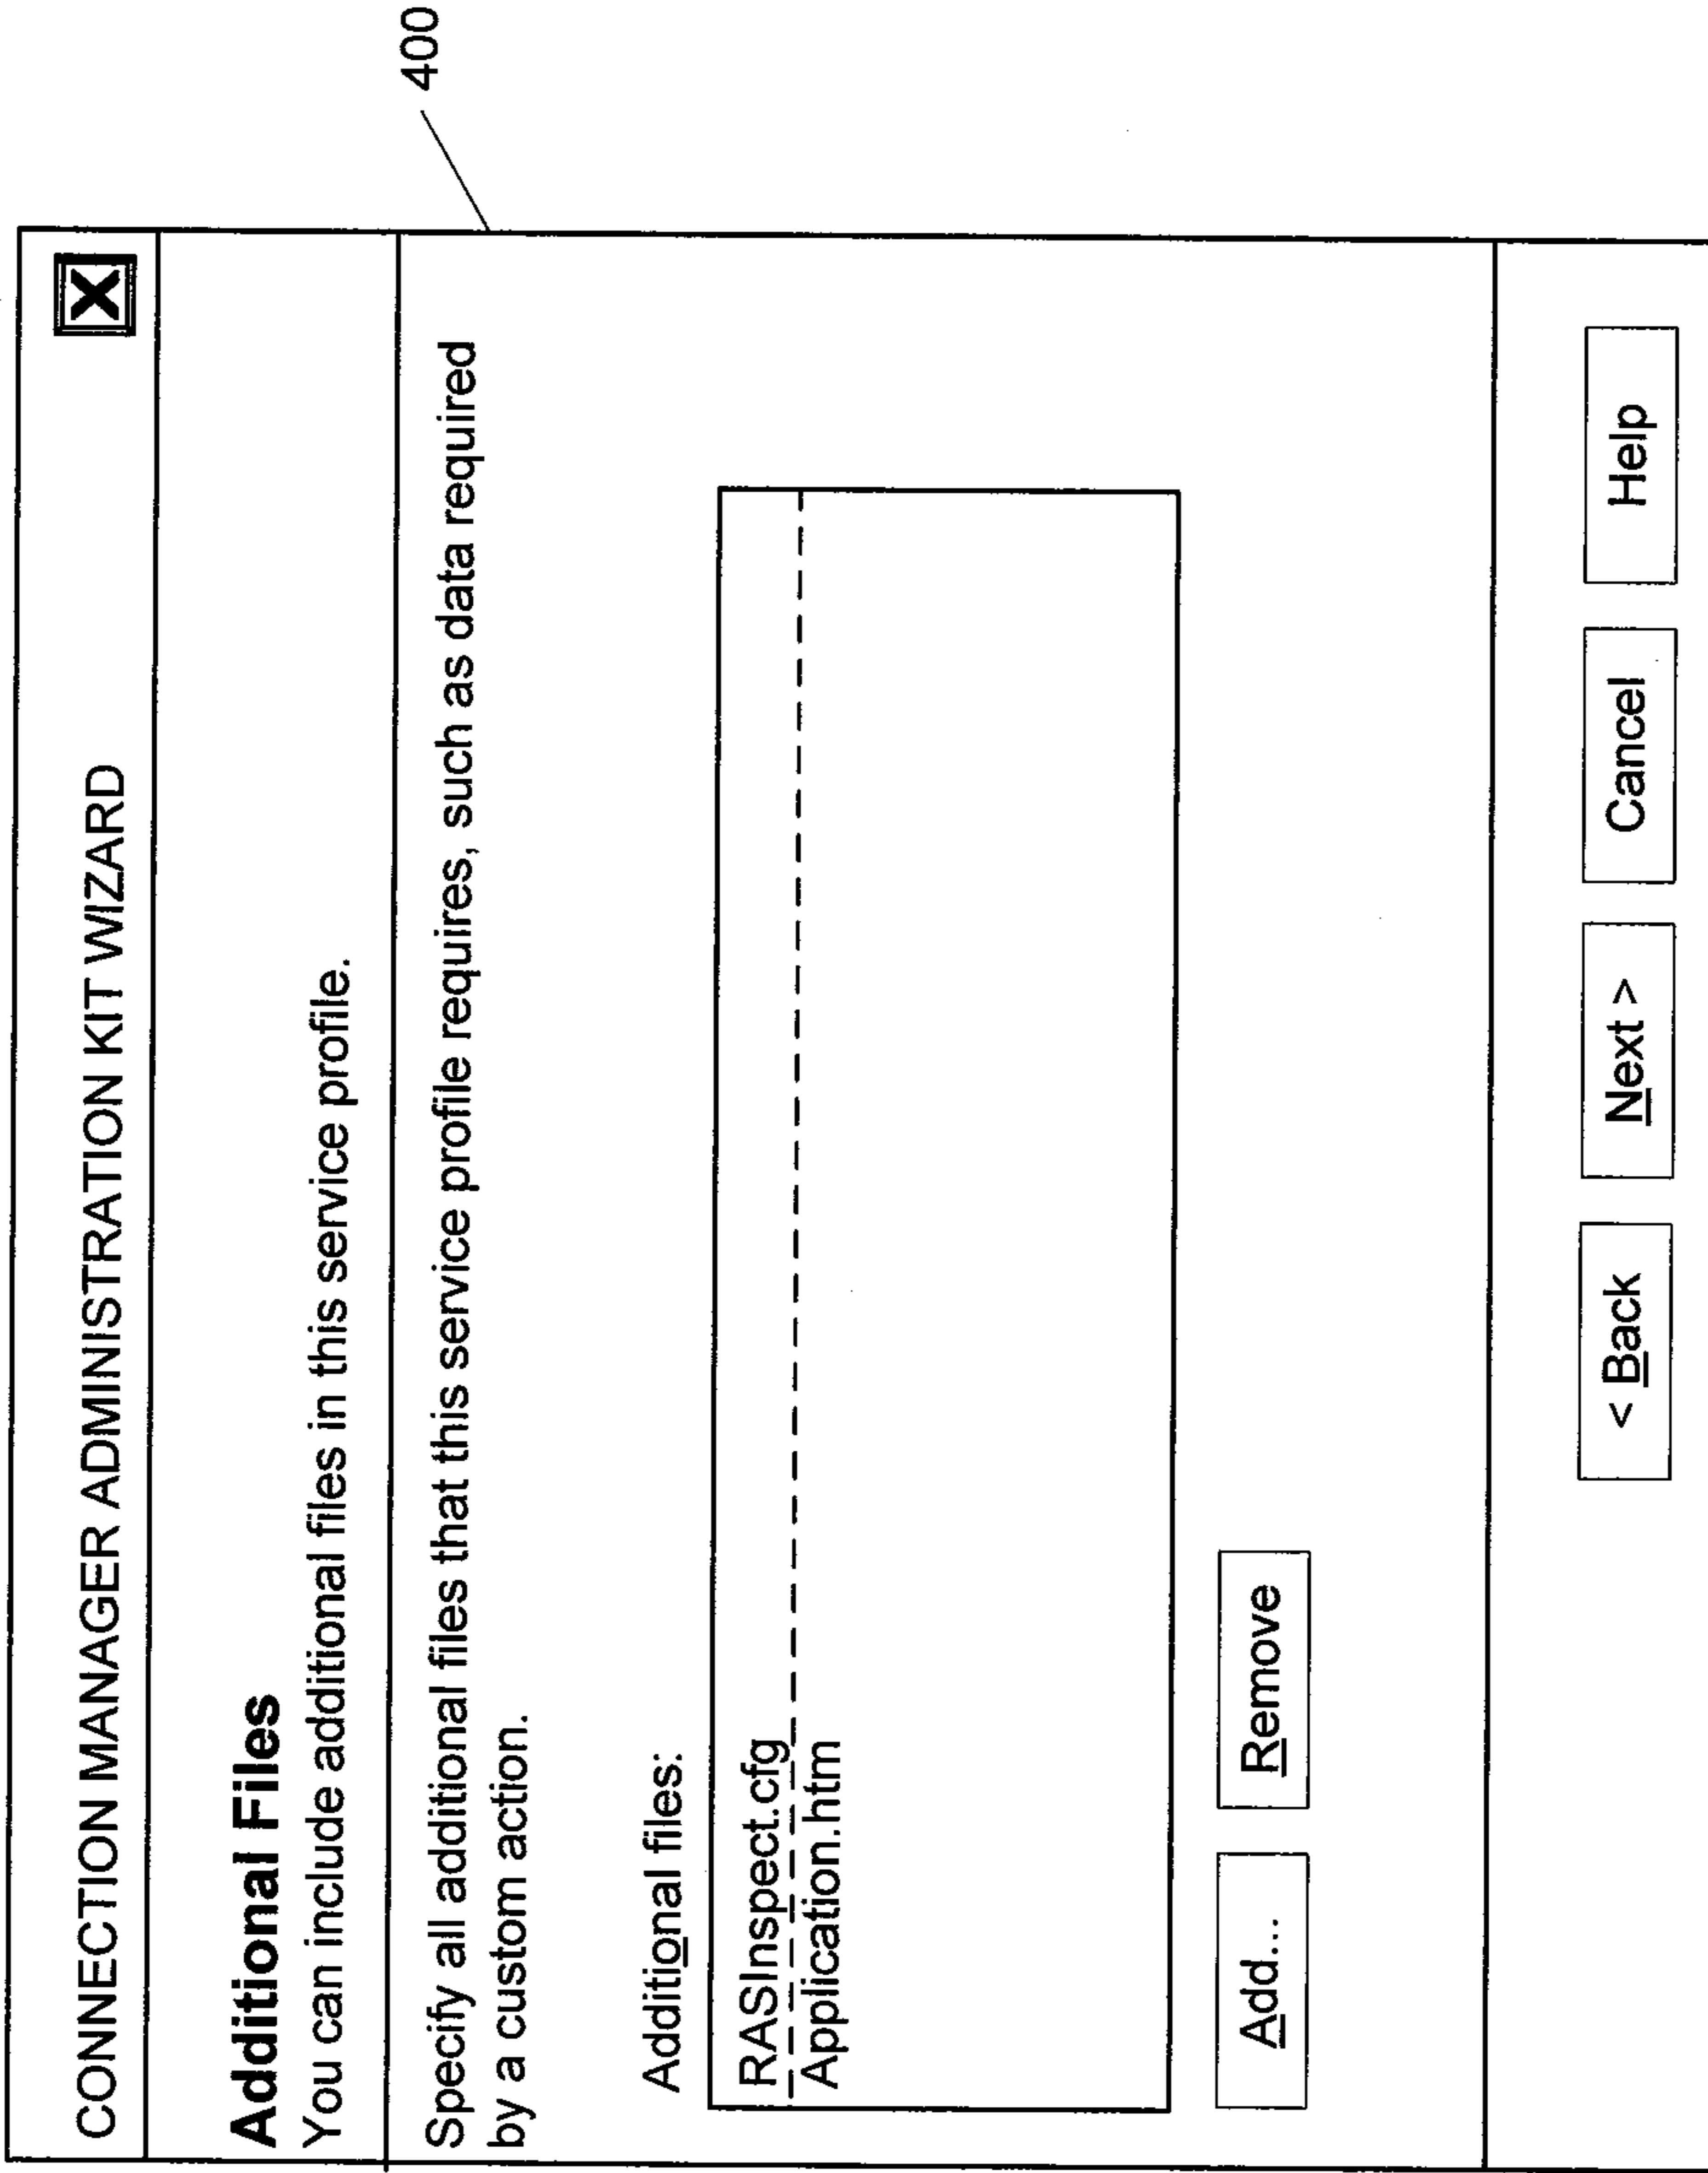 CONNECTION MANAGER ADMINISTRATION KIT WIZARD
X
Additional Files
You can include additional files in this service profile.
400
Specify all additional files that this service profile requires, such as data required
by a custom action.
Additional files:
RASInspect.cfg
Application.htm
Add...
Remove
< Back
Next >
Cancel
Help